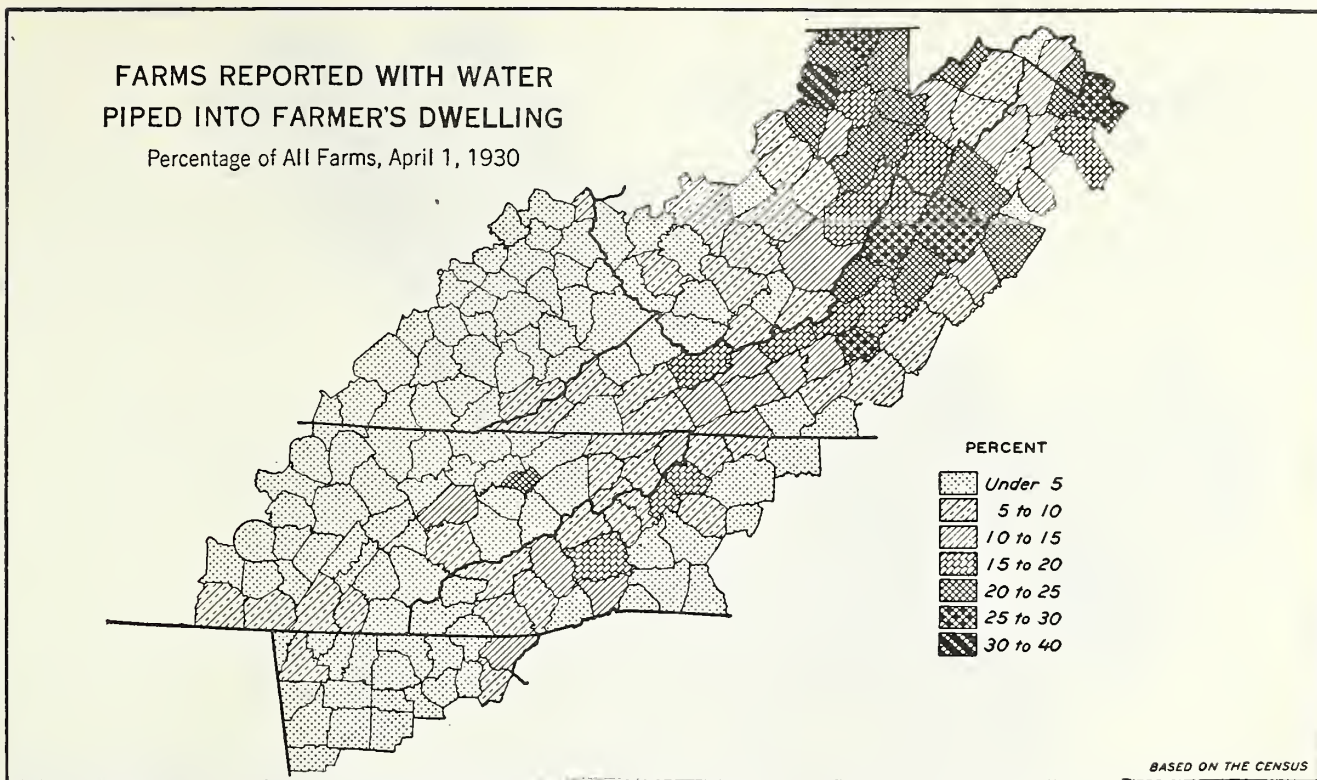 FARMS REPORTED WITH WATER
PIPED INTO FARMER'S DWELLING
Percentage of All Farms, April 1, 1930
PERCENT
Under 5
5 to 10
10 to 15
15 to 20
20 to 25
25 to 30
30 to 40
BASED ON THE CENSUS